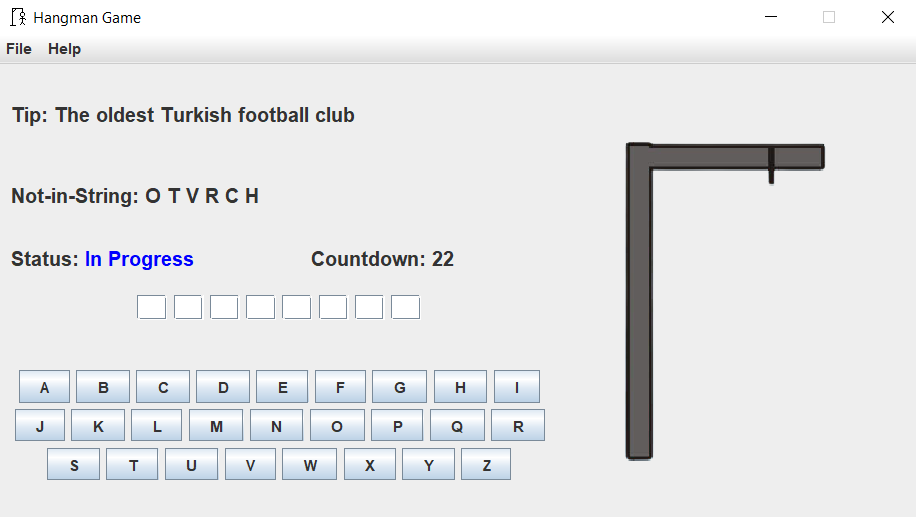 Hangman Game
File Help
Tip: The oldest Turkish football club
Not-in-String: O T V R C H
Status: In Progress Countdown: 22
A B C D E F G H I
J K L M N O P Q R
S T U V W X Y Z